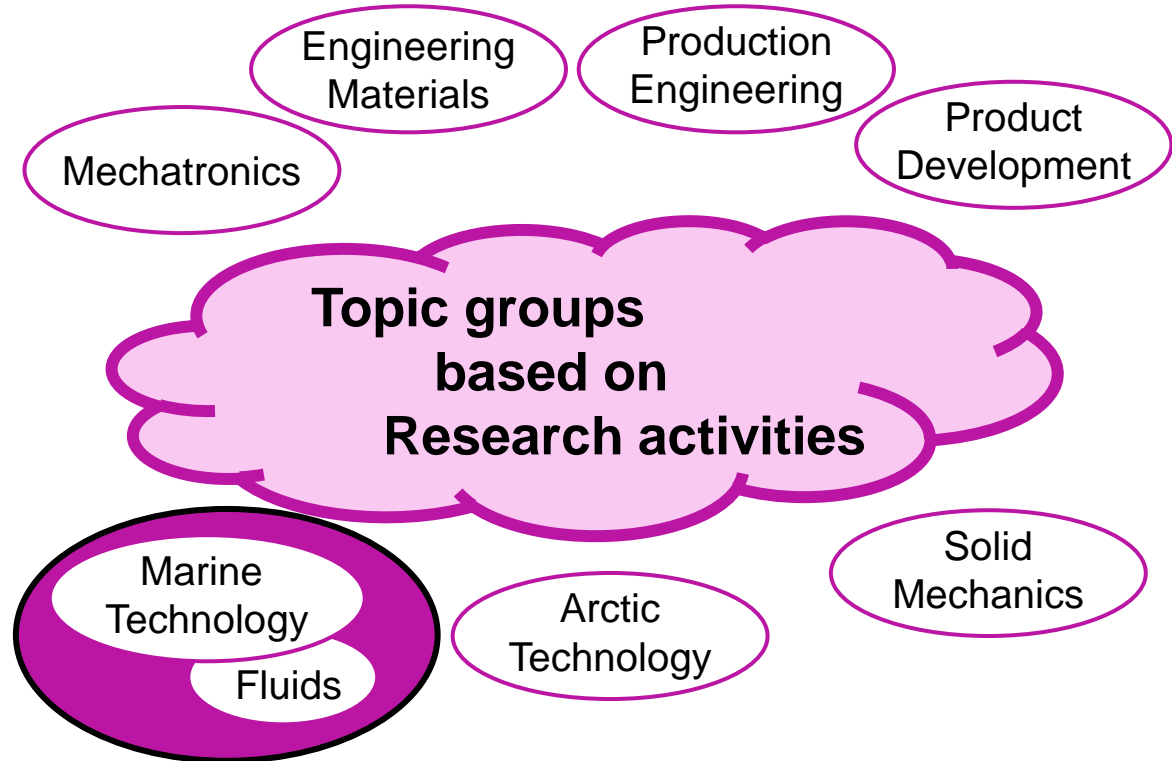 Engineering
Materials
Production
Engineering
Product
Development
Mechatronics
Topic groups
based on
Research activities
Marine
Technology
Fluids
Arctic
Technology
Solid
Mechanics